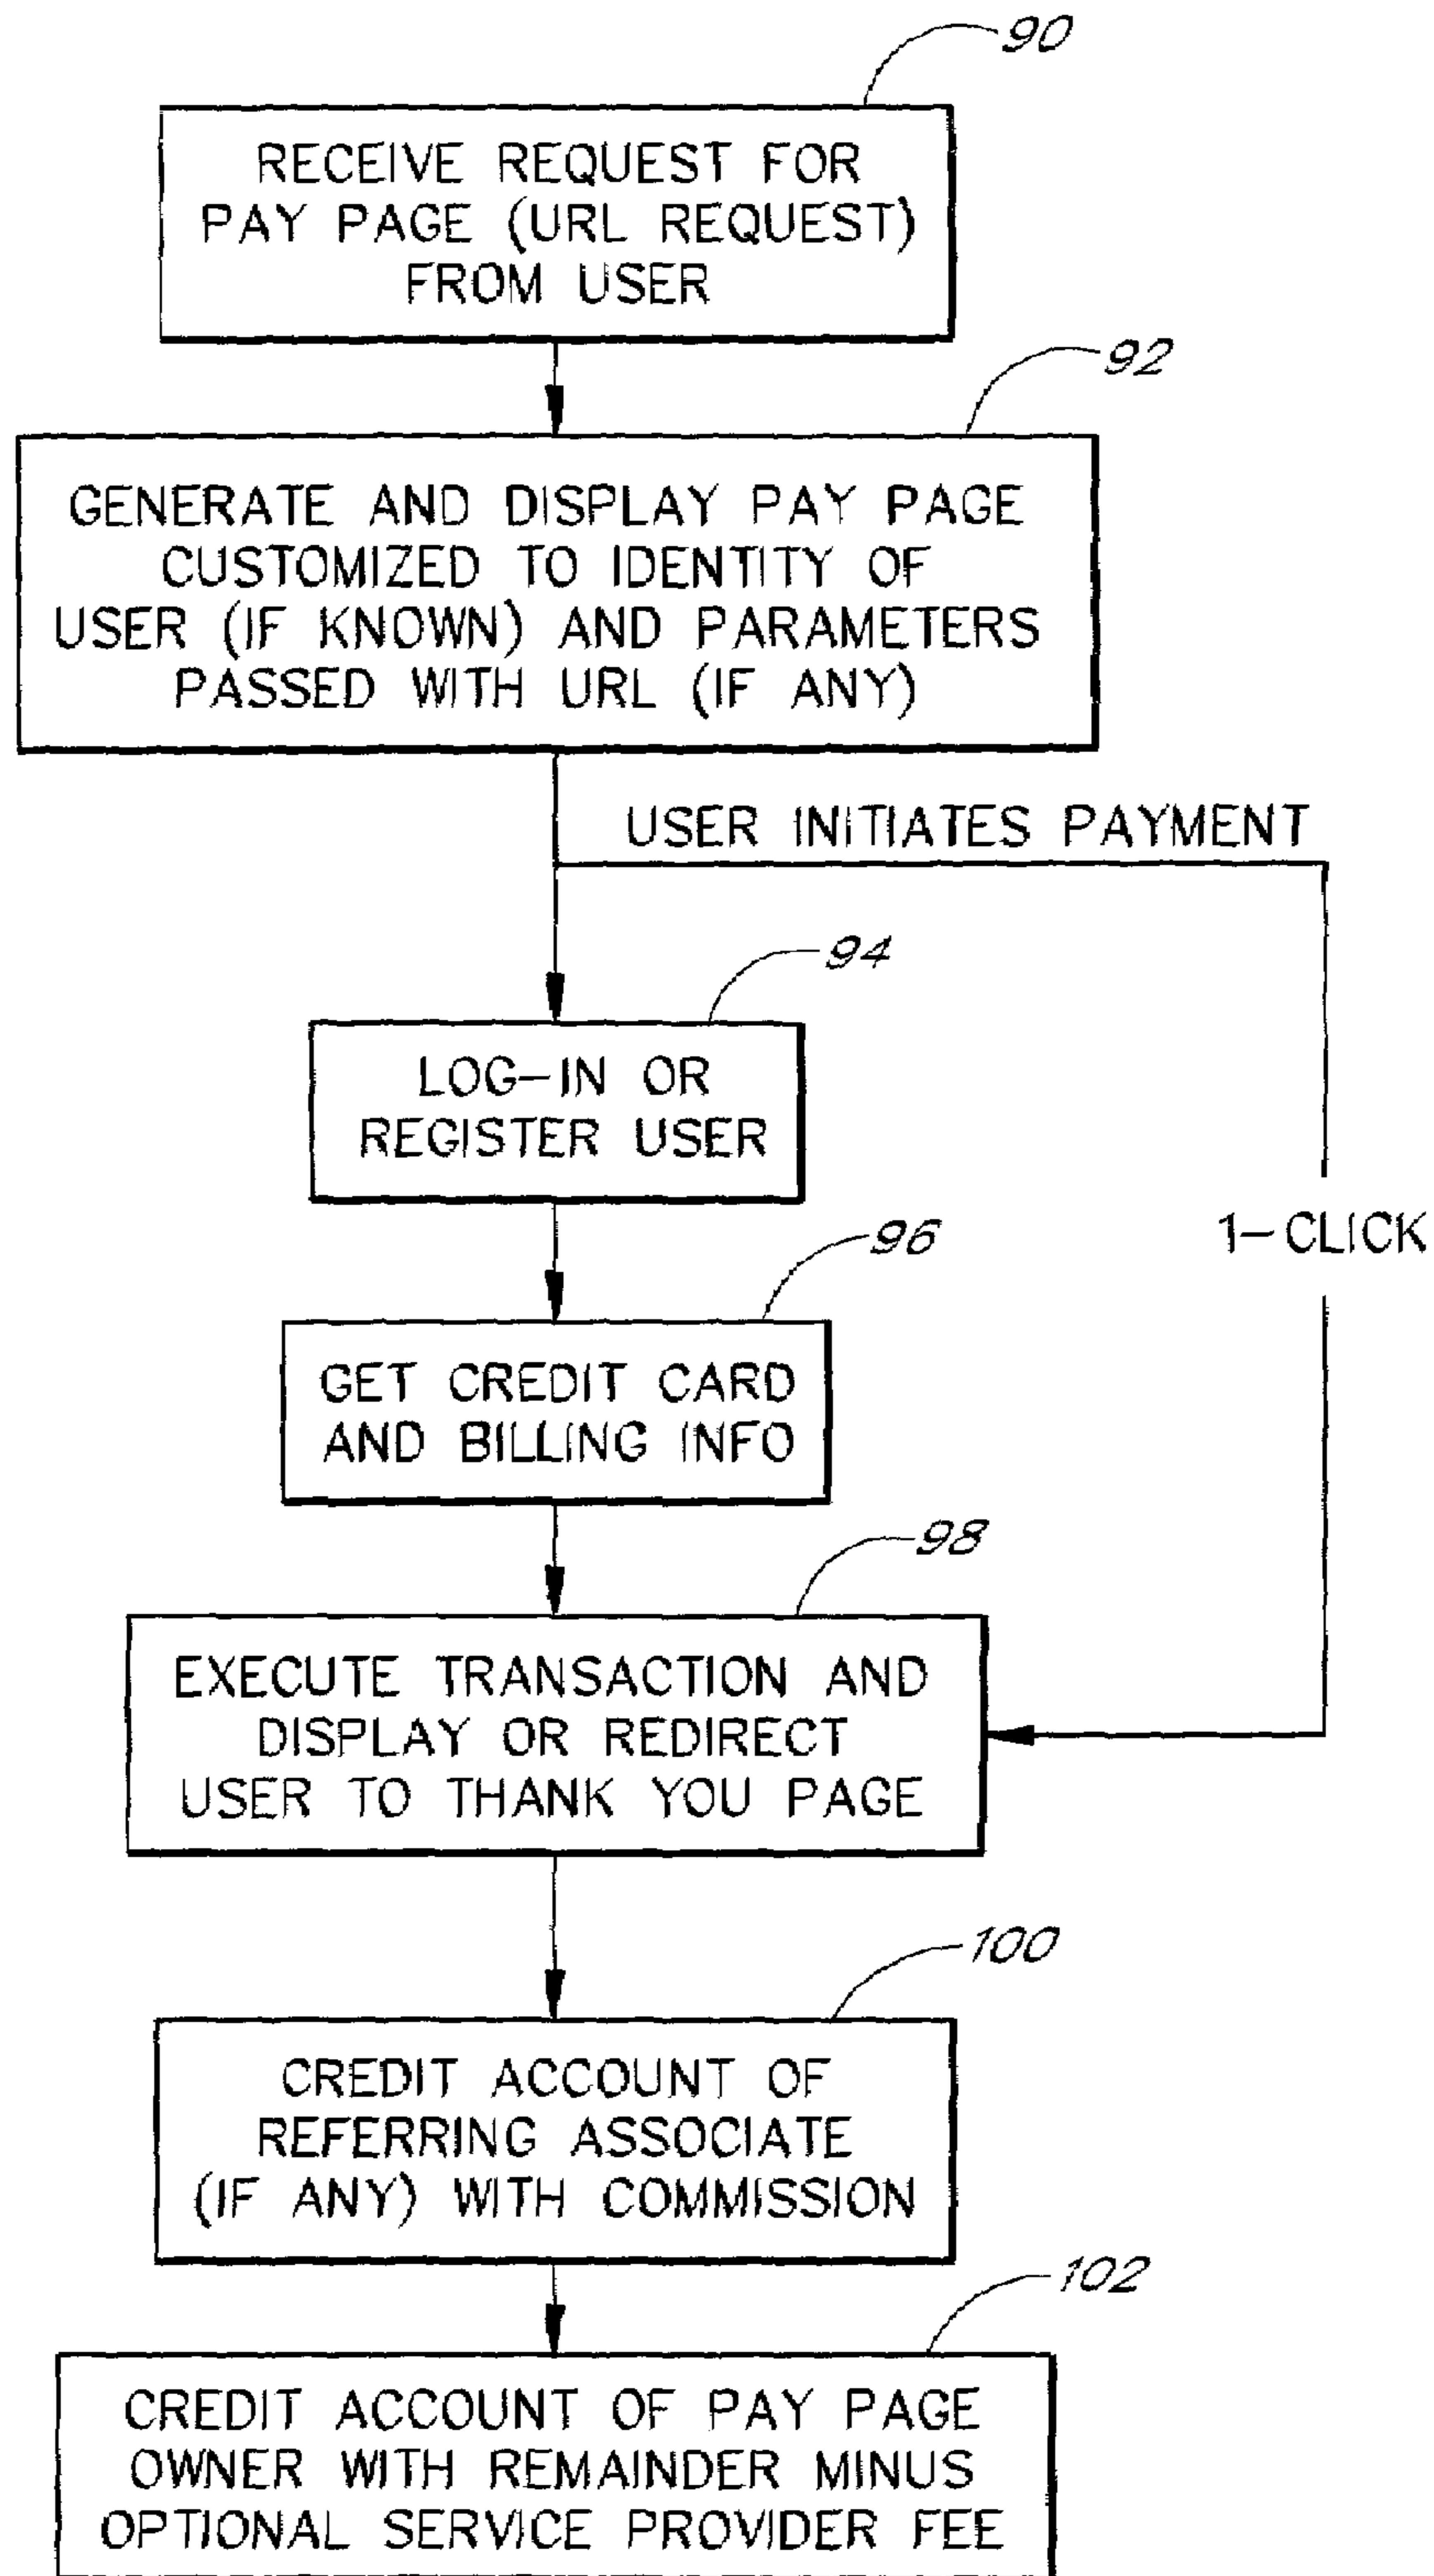 90
RECEIVE REQUEST FOR
PAY PAGE (URL REQUEST)
FROM USER
92
GENERATE AND DISPLAY PAY PAGE
CUSTOMIZED TO IDENTITY OF
USER (IF KNOWN) AND PARAMETERS
PASSED WITH URL (IF ANY)
USER INITIATES PAYMENT
94
LOG-IN OR
REGISTER USER
96
1-CLICK
GET CREDIT CARD
AND BILLING INFO
98
EXECUTE TRANSACTION AND
DISPLAY OR REDIRECT
USER TO THANK YOU PAGE
100
CREDIT ACCOUNT OF
REFERRING ASSOCIATE
(IF ANY) WITH COMMISSION
102
CREDIT ACCOUNT OF PAY PAGE
OWNER WITH REMAINDER MINUS
OPTIONAL SERVICE PROVIDER FEE